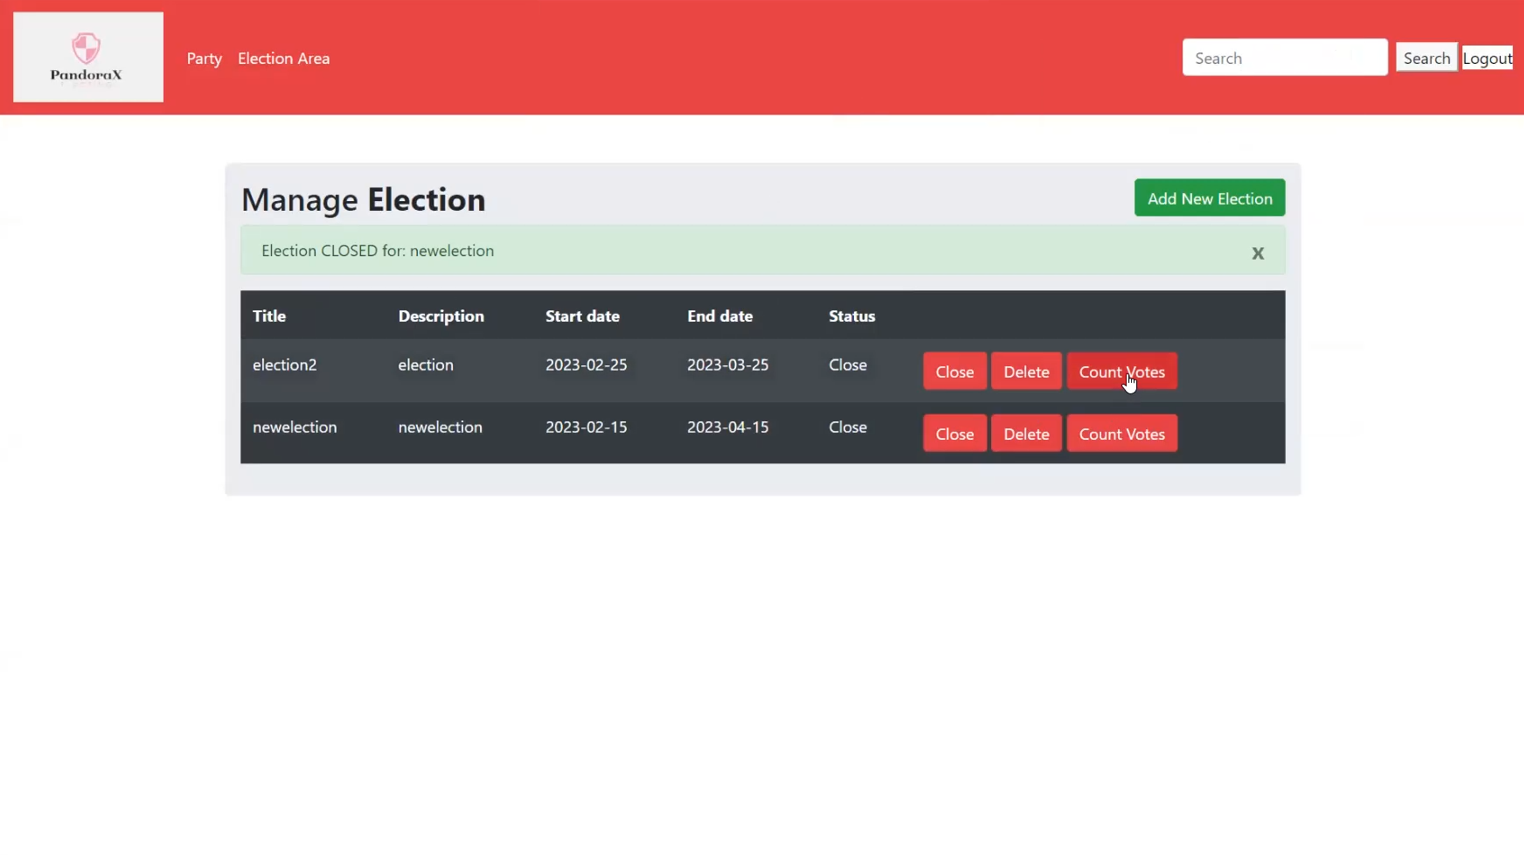 PandoraX
Party Election Area
Search Search Logout
Manage Election
Add New Election
Election CLOSED for: newelection x
Title Description Start date End date Status
election2 election 2023-02-25 2023-03-25 Close Close Delete Count Votes
newelection newelection 2023-02-15 2023-04-15 Close Close Delete Count Votes